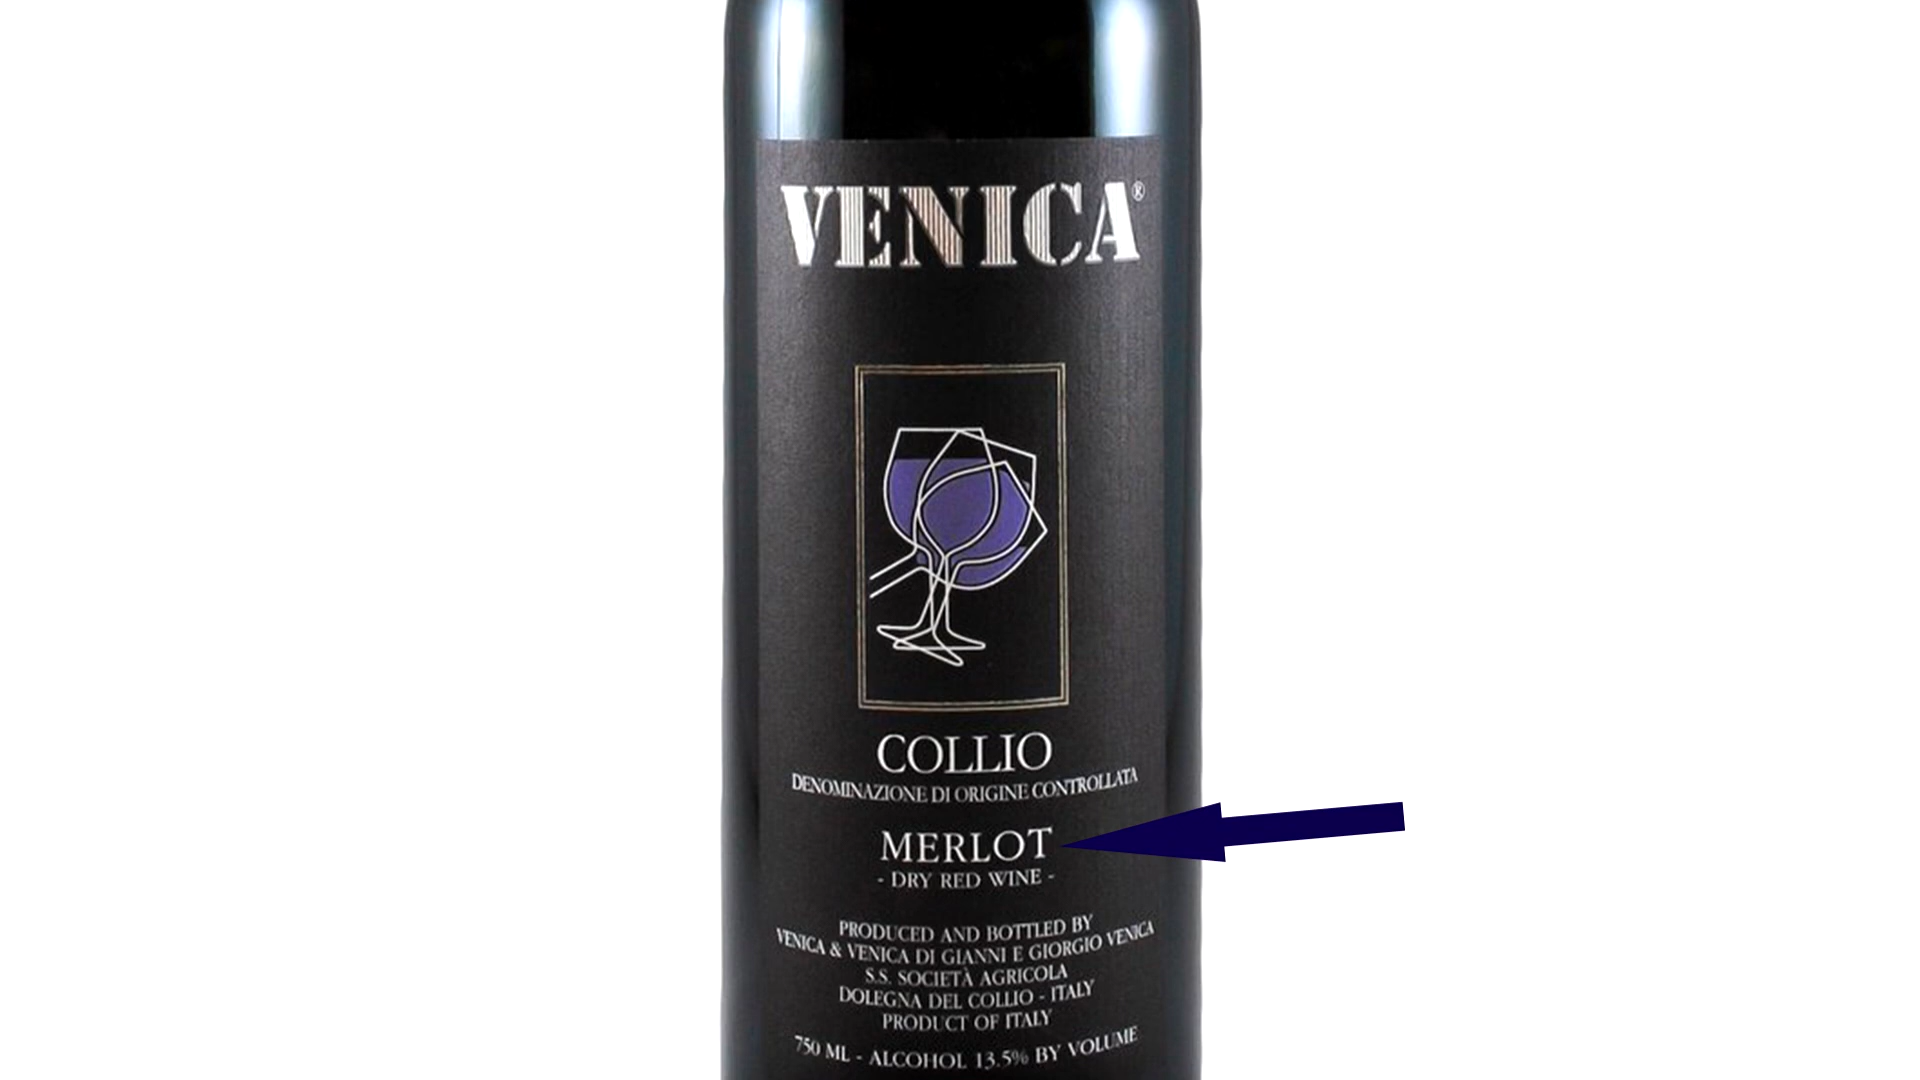 VENICA®
COLLIO
DENOMINAZIONE DI ORIGINE CONTROLLATA
MERLOT
- DRY RED WINE -
PRODUCED AND BOTTLED BY
VENICA & VENICA DI GIANNI E GIORGIO VENICA
S.S. SOCIETÀ AGRICOLA
DOLEGNA DEL COLLIO - ITALY
PRODUCT OF ITALY
750 ML - ALCOHOL 13.5% BY VOLUME